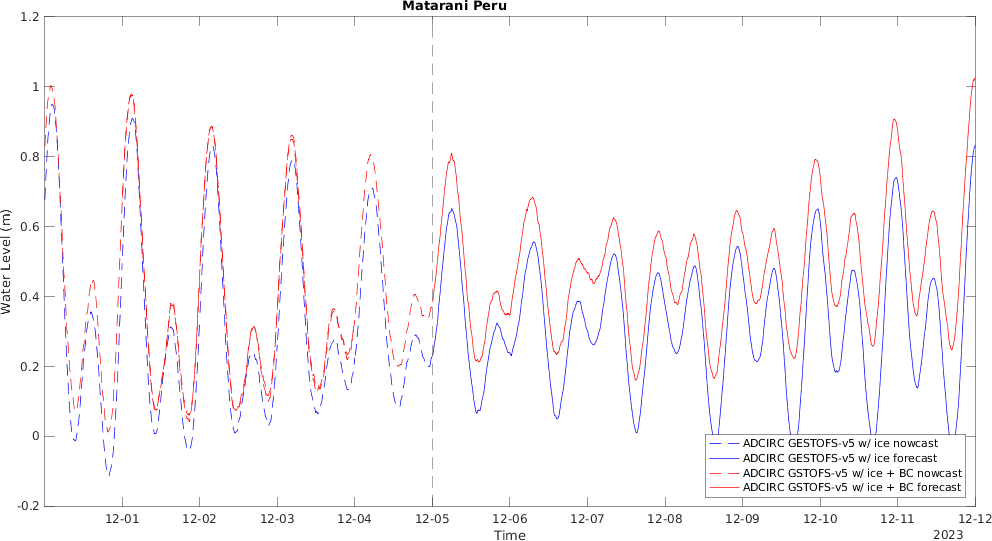 Matarani Peru
1.2
1
0.8
0.6
0.4
0.2
0
-0.2
Water Level (m)
ADCIRC GESTOFS-v5 w/ ice nowcast
ADCIRC GESTOFS-v5 w/ ice forecast
ADCIRC GSTOFS-v5 w/ ice + BC nowcast
ADCIRC GSTOFS-v5 w/ ice + BC forecast
12-01 12-02 12-03 12-04 12-05 12-06 12-07 12-08 12-09 12-10 12-11 12-12
Time
2023